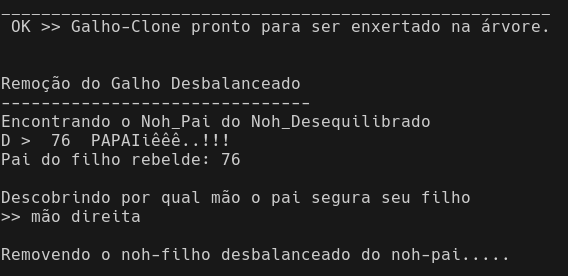 _______________________________________________________
OK >> Galho-Clone pronto para ser enxertado na árvore.
Remoção do Galho Desbalanceado
-------------------------------
Encontrando o Noh_Pai do Noh_Desequilibrado
D >  76  PAPAIiêêê..!!!
Pai do filho rebelde: 76
Descobrindo por qual mão o pai segura seu filho
>> mão direita
Removendo o noh-filho desbalanceado do noh-pai.....